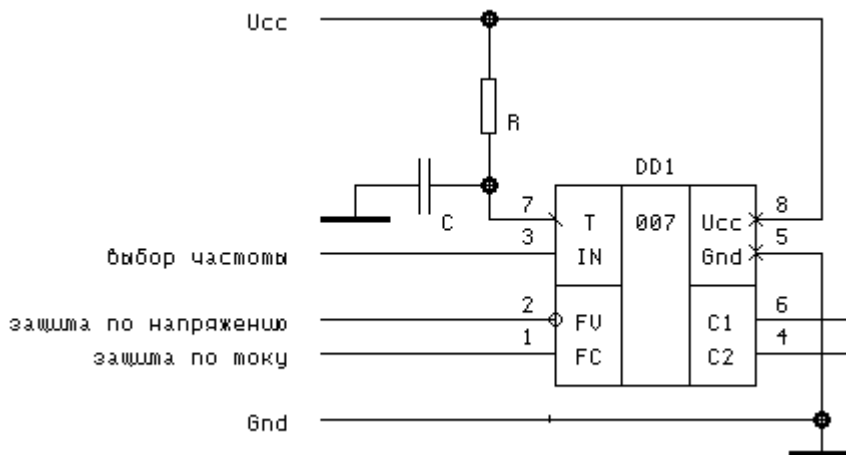 Ucc
R
DD1
C
7
T
007
Ucc
8
3
IN
Gnd
5
выбор частоты
2
FV
C1
6
защита по напряжению
1
FC
C2
4
защита по току
Gnd